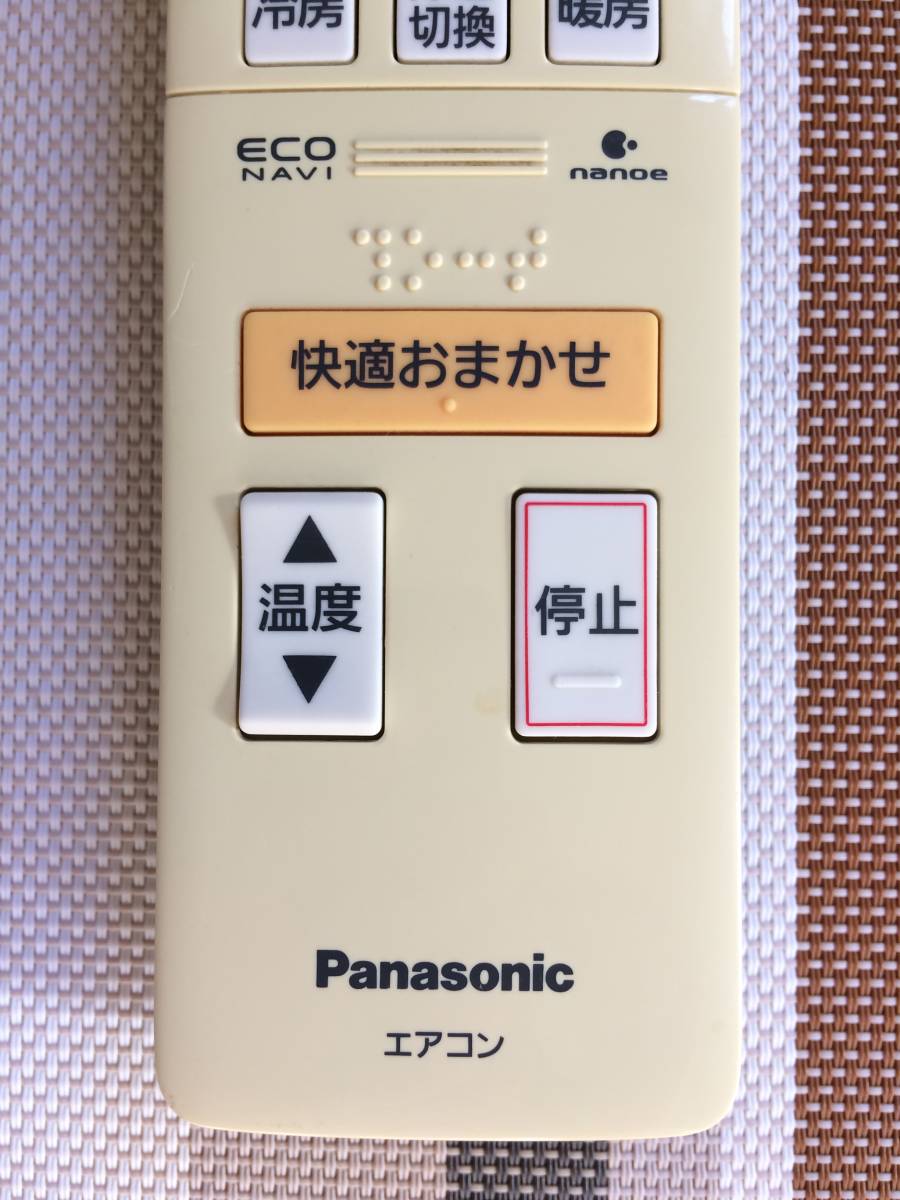 冷房
切換
暖房
ECO
NAVI
nanoe
快適おまかせ
温度
停止
Panasonic
エアコン